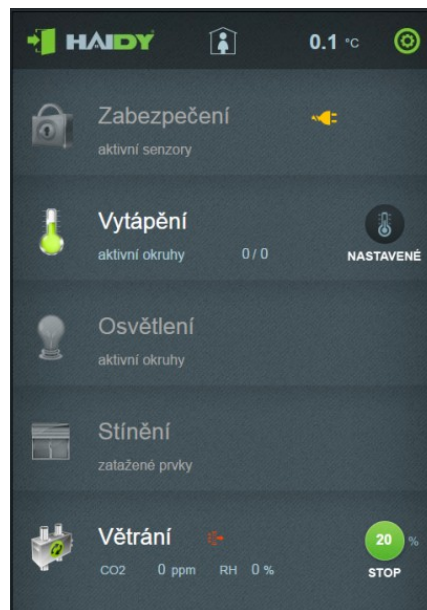 HAIDY 0.1 °C
Zabezpečení
aktivní senzory
Vytápění
aktivní okruhy 0 / 0 NASTAVENÉ
Osvětlení
aktivní okruhy
Stínění
zatažené prvky
Větrání 20 %
CO2 0 ppm RH 0 % STOP